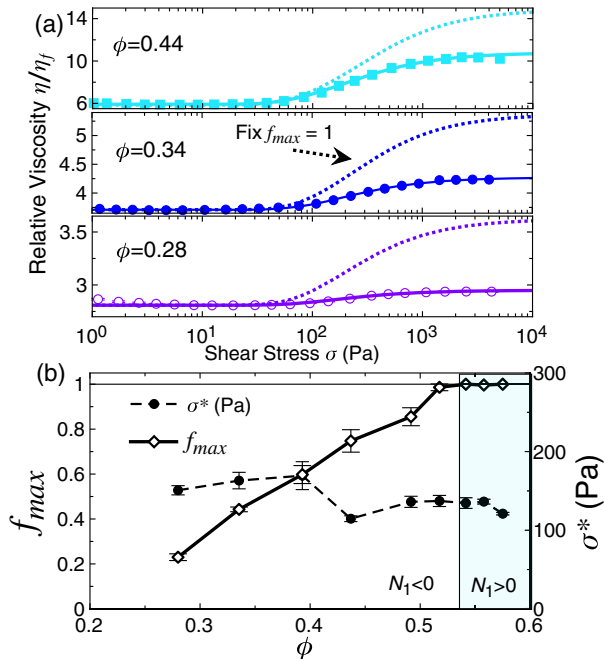 (a)
14
12
10
8
6
ϕ=0.44
5
4.5
4
ϕ=0.34
Fix f_max = 1
3.5
3
ϕ=0.28
Relative Viscosity η/η_f
10^0 10^1 10^2 10^3 10^4
Shear Stress σ (Pa)
(b)
1
0.8
0.6
0.4
0.2
0
f_max
σ* (Pa)
f_max
300
200
100
0
σ* (Pa)
N_1<0
N_1>0
0.2 0.3 0.4 0.5 0.6
ϕ